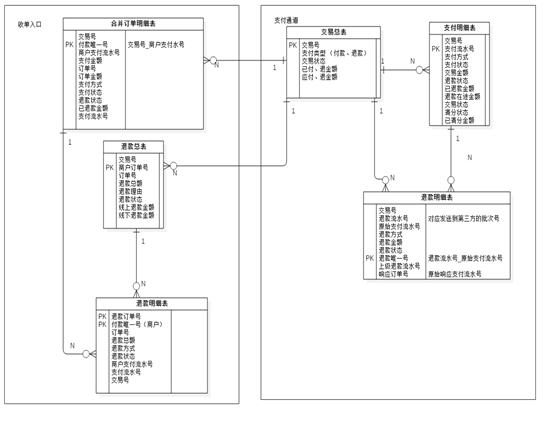 收单入口
合并订单明细表
交易号
PK 付款唯一号 交易号_商户支付水号
商户支付流水号
支付金额
订单号
订单金额
支付方式
支付状态
退款状态
已退款金额
支付流水号
1
N
退款总表
交易号
PK 商户订单号
订单号
退款总额
退款理由
退款状态
线上退款金额
线下退款金额
N
1
N
N
退款明细表
PK 退款订单号
PK 付款唯一号（商户）
订单号
退款总额
退款方式
退款状态
商户支付流水号
支付流水号
交易号
支付通道
交易总表
PK 交易号
支付类型（付款、退款）
交易状态
已付、退金额
应付、退金额
1
1
1
1
N
支付明细表
交易号
PK 支付流水号
支付方式
支付状态
交易金额
退款状态
已退款金额
退款在途金额
交易状态
清分状态
已清分金额
1
N
N
退款明细表
交易号
退款流水号 对应发送到第三方的批次号
原始支付流水号
退款方式
退款金额
退款状态
PK 退款唯一号 退款流水号_原始支付流水号
上级退款流水号
响应订单号 原始响应支付流水号